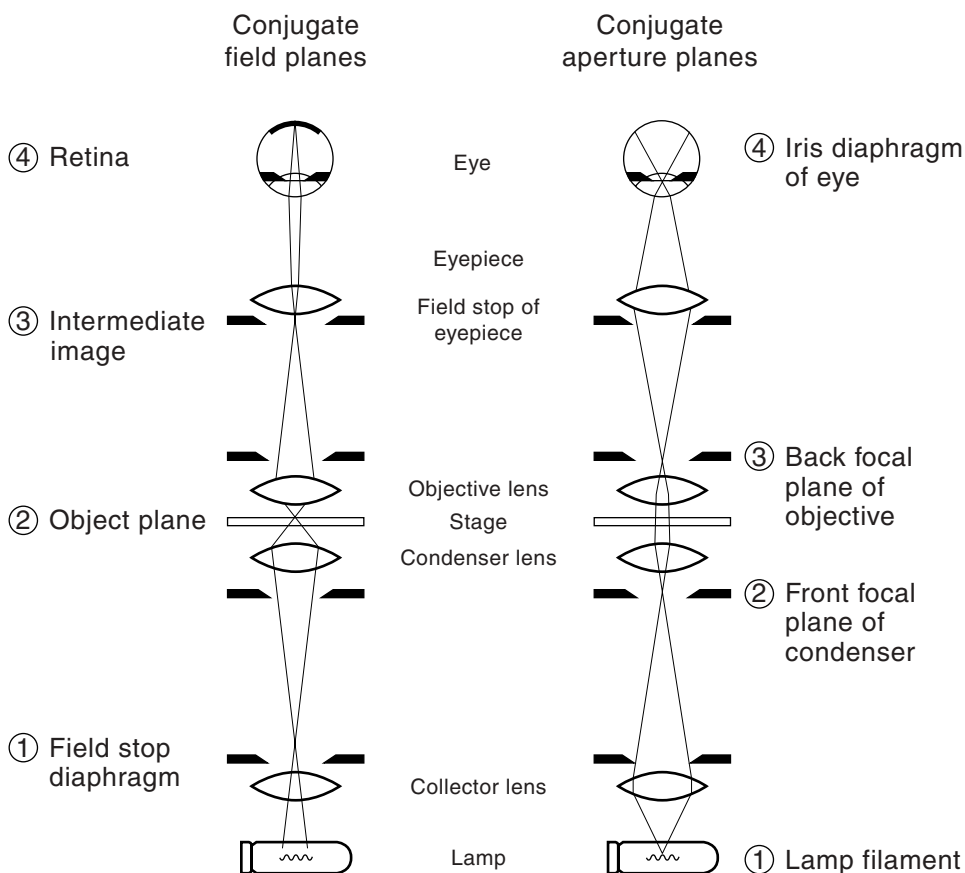 Conjugate
field planes
Conjugate
aperture planes
④ Retina
Eye
④ Iris diaphragm
of eye
Eyepiece
③ Intermediate
image
Field stop of
eyepiece
③ Back focal
plane of
objective
Objective lens
② Object plane
Stage
Condenser lens
② Front focal
plane of
condenser
① Field stop
diaphragm
Collector lens
Lamp
① Lamp filament